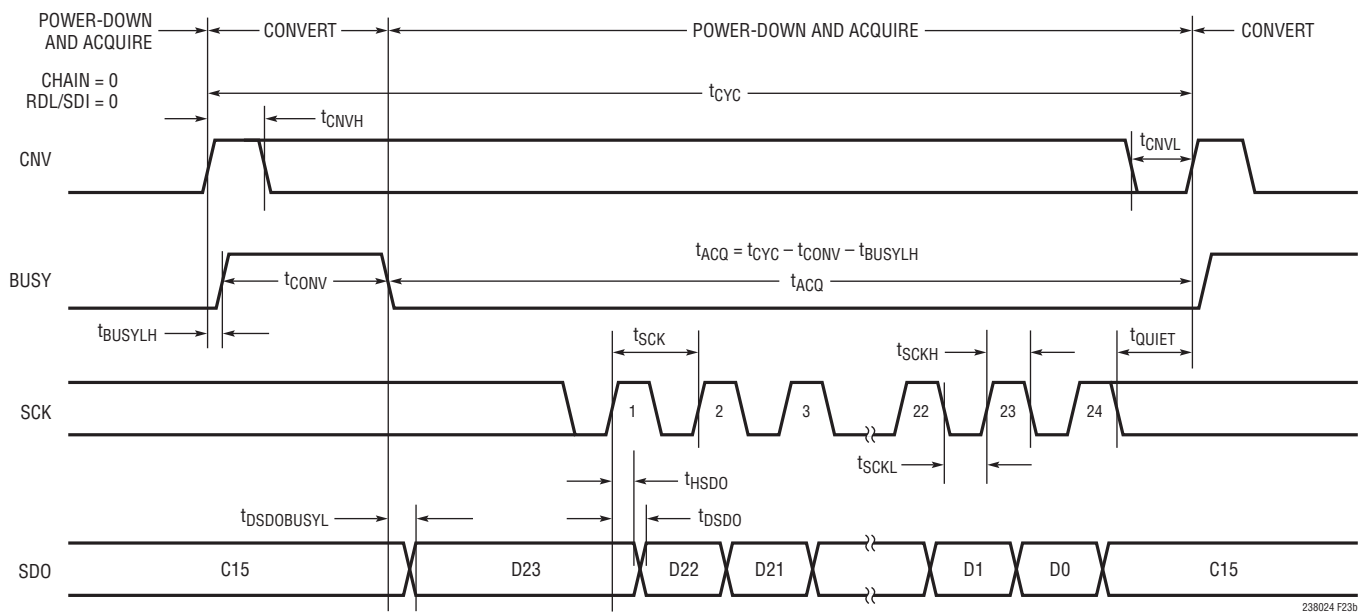 POWER-DOWN
AND ACQUIRE
CONVERT
POWER-DOWN AND ACQUIRE
CONVERT
CHAIN = 0
RDL/SDI = 0
tCYC
tCNVH
tCNVL
CNV
tACQ = tCYC – tCONV – tBUSYLH
BUSY
tCONV
tACQ
tBUSYLH
tSCK
tSCKH
tQUIET
SCK
1
2
3
22
23
24
tSCKL
tHSDO
tDSDOBUSYL
tDSDO
SDO
C15
D23
D22
D21
D1
D0
C15
238024 F23b